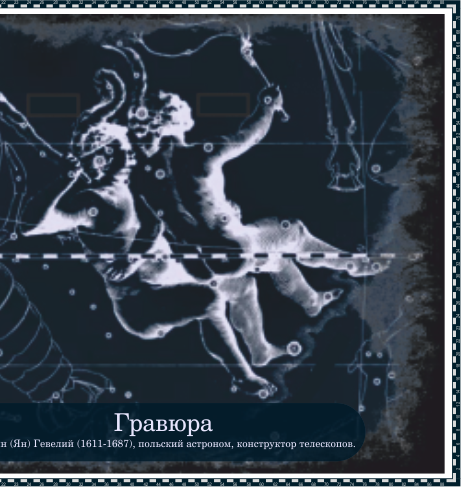 Гравюра
н (Ян) Гевелий (1611-1687), польский астроном, конструктор телескопов.